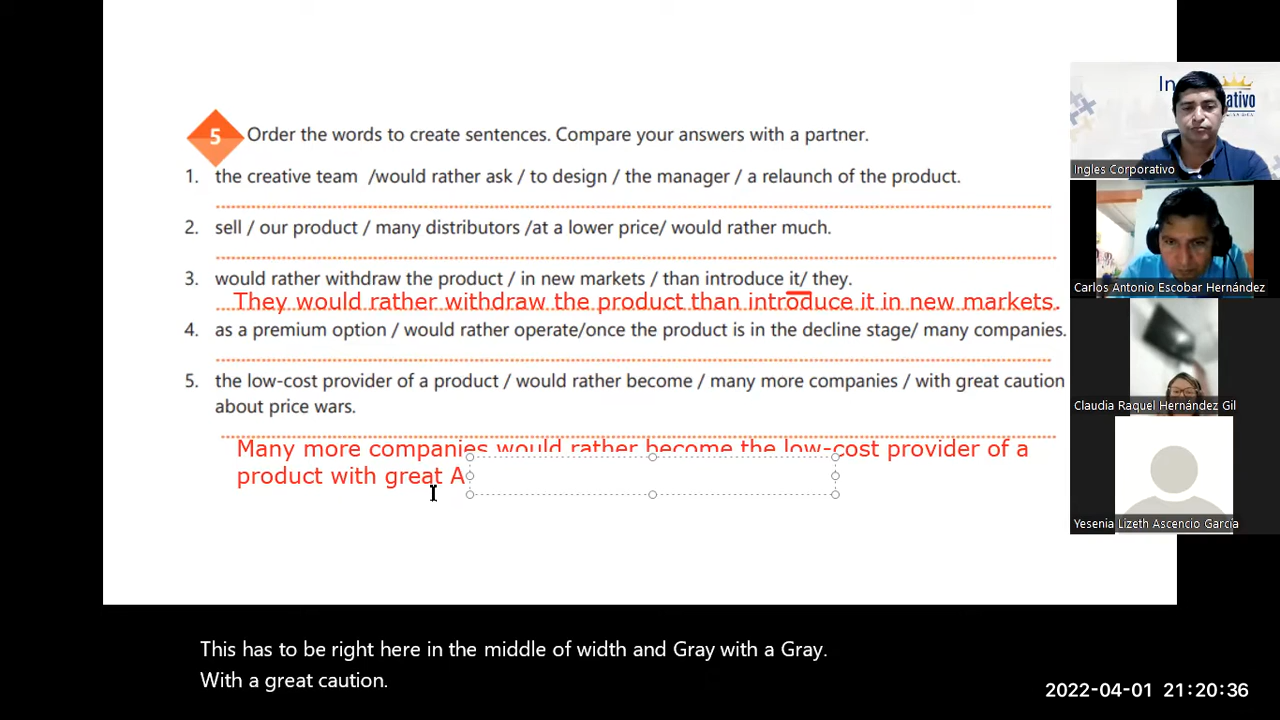 In
ativo
Ingles Corporativo
5 Order the words to create sentences. Compare your answers with a partner.
1. the creative team /would rather ask / to design / the manager / a relaunch of the product.
2. sell / our product / many distributors /at a lower price/ would rather much.
3. would rather withdraw the product / in new markets / than introduce it/ they.
They would rather withdraw the product than introduce it in new markets.
4. as a premium option / would rather operate/once the product is in the decline stage/ many companies.
5. the low-cost provider of a product / would rather become / many more companies / with great caution
about price wars.
Many more companies would rather become the low-cost provider of a
product with great A
Carlos Antonio Escobar Hernández
Claudia Raquel Hernández Gil
Yesenia Lizeth Ascencio Garcia
This has to be right here in the middle of width and Gray with a Gray.
With a great caution.
2022-04-01 21:20:36